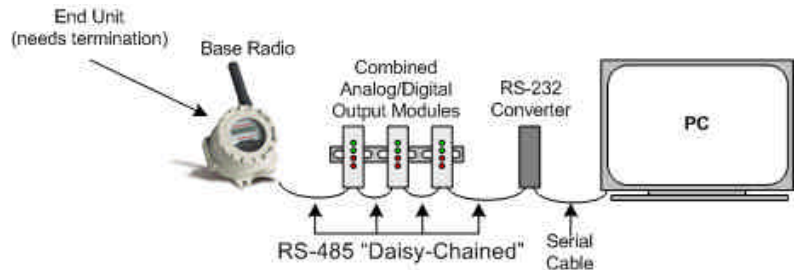 End Unit
(needs termination)
Base Radio
Combined
Analog/Digital
Output Modules
RS-232
Converter
PC
RS-485 "Daisy-Chained"
Serial
Cable